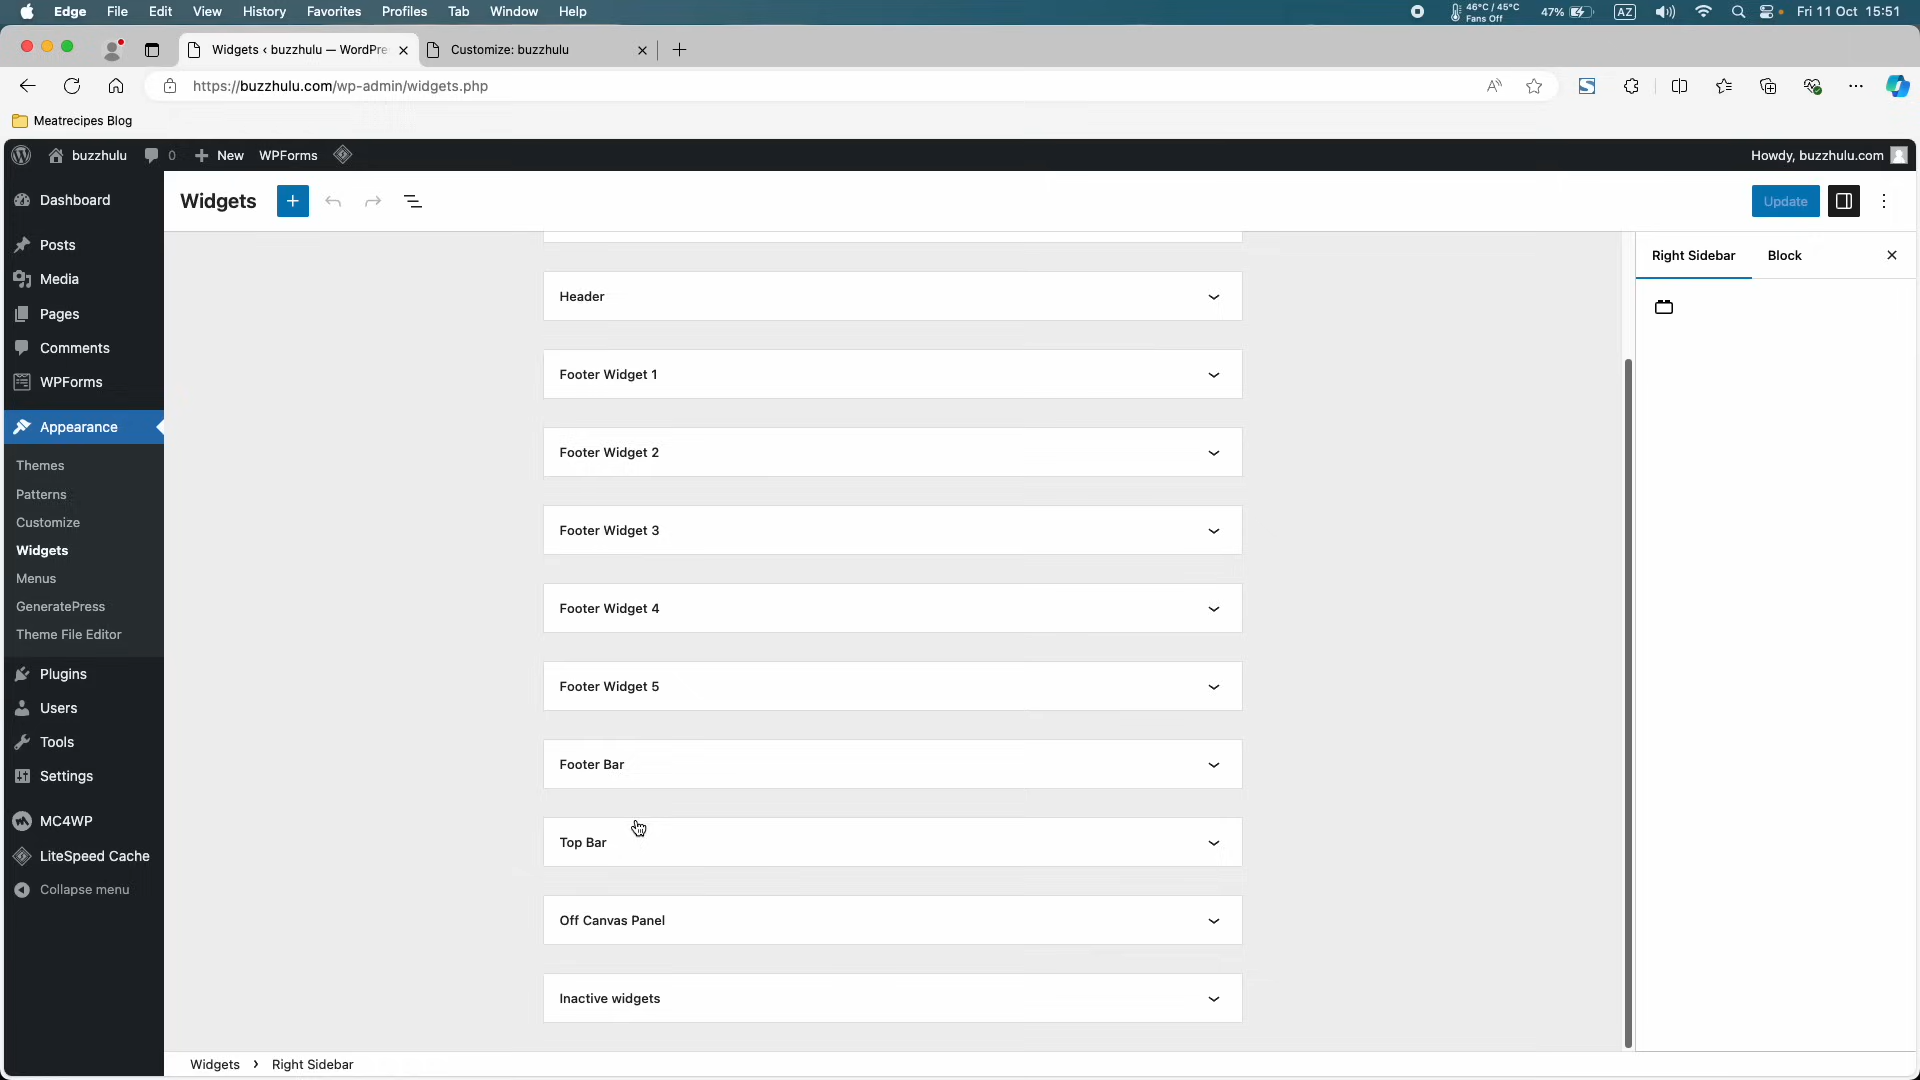 Edge File Edit View History Favorites Profiles Tab Window Help 46°C / 45°C Fans Off 47% AZ Fri 11 Oct 15:51
Widgets ‹ buzzhulu — WordPre Customize: buzzhulu
https://buzzhulu.com/wp-admin/widgets.php
Meatrecipes Blog
buzzhulu 0 New WPForms Howdy, buzzhulu.com
Dashboard
Posts
Media
Pages
Comments
WPForms
Appearance
Themes
Patterns
Customize
Widgets
Menus
GeneratePress
Theme File Editor
Plugins
Users
Tools
Settings
MC4WP
LiteSpeed Cache
Collapse menu
Widgets Update
Header
Footer Widget 1
Footer Widget 2
Footer Widget 3
Footer Widget 4
Footer Widget 5
Footer Bar
Top Bar
Off Canvas Panel
Inactive widgets
Right Sidebar Block
Widgets › Right Sidebar